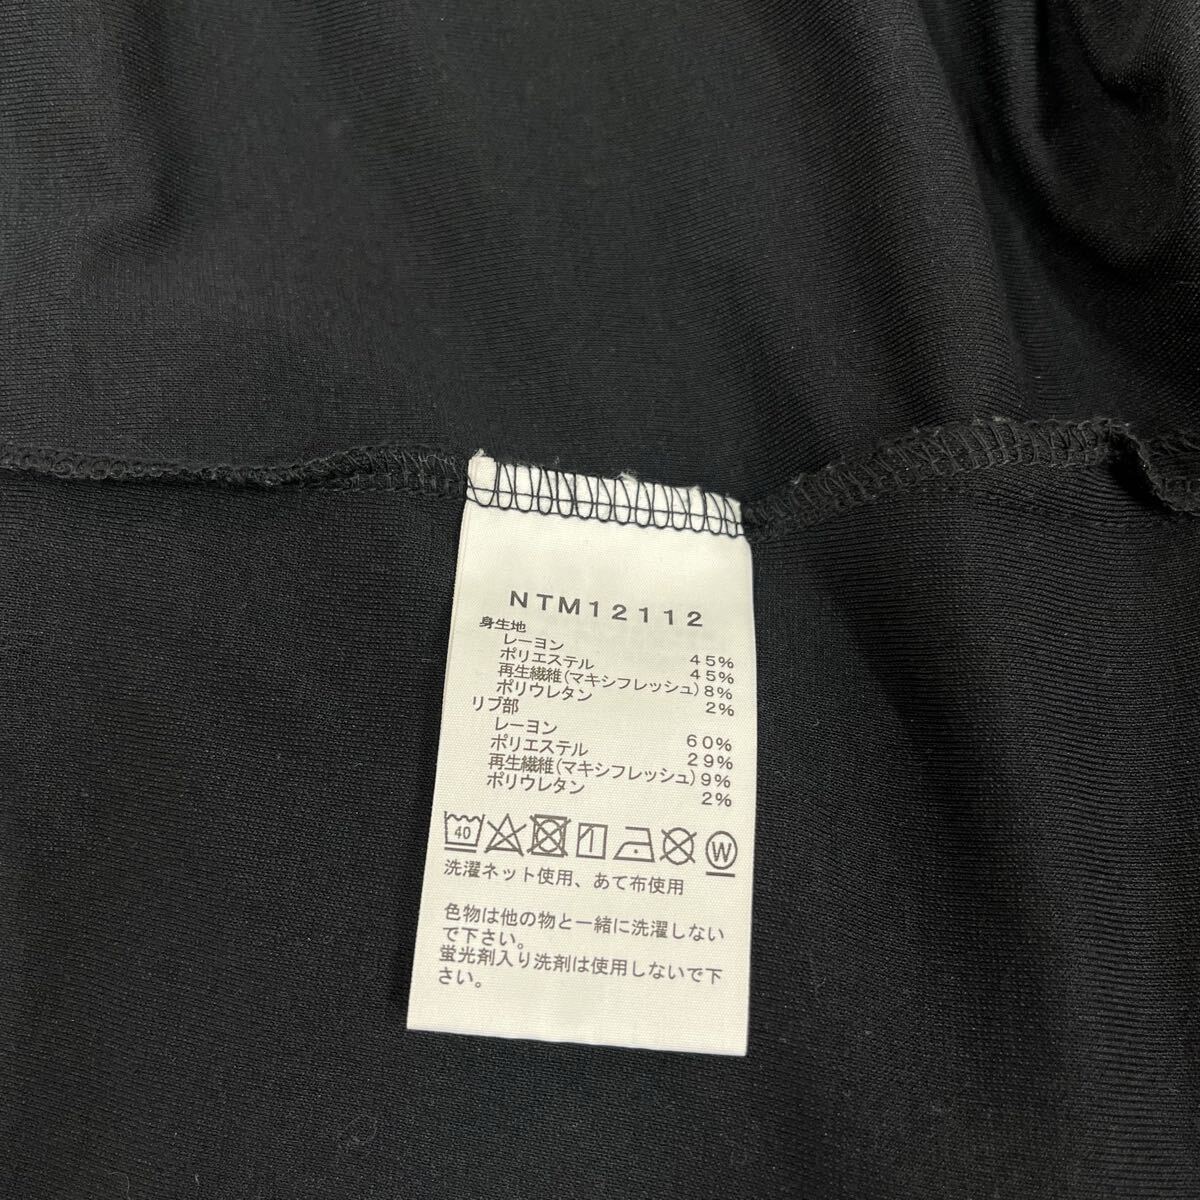 NTM12112
身生地
レーヨン 45%
ポリエステル 45%
再生繊維(マキシフレッシュ) 8%
ポリウレタン 2%
リブ部
レーヨン 60%
ポリエステル 29%
再生繊維(マキシフレッシュ) 9%
ポリウレタン 2%
40 W
洗濯ネット使用、あて布使用
色物は他の物と一緒に洗濯しない
で下さい。
蛍光剤入り洗剤は使用しないで下
さい。